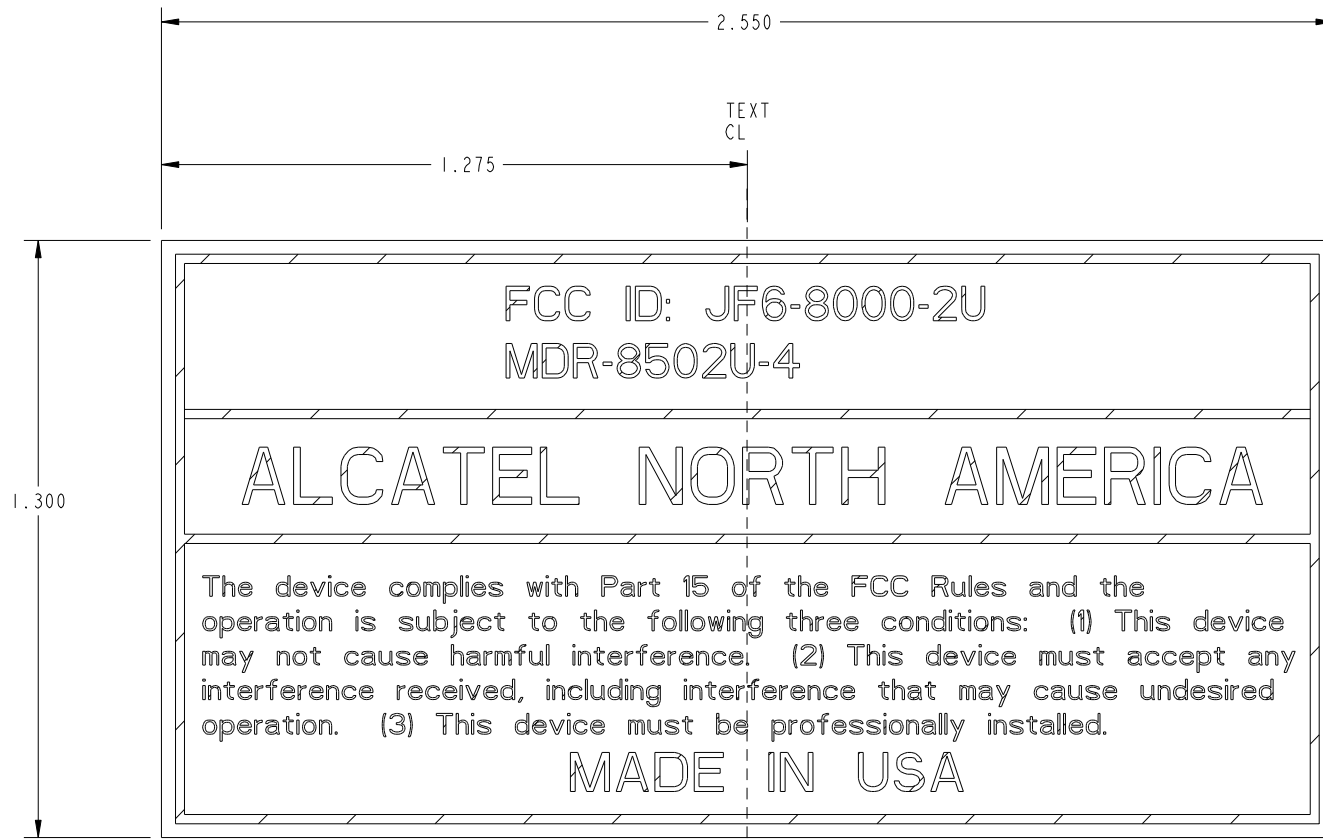 2.550
TEXT
CL
1.275
1.300
FCC ID: JF6-8000-2U
MDR-8502U-4
ALCATEL NORTH AMERICA
The device complies with Part 15 of the FCC Rules and the
operation is subject to the following three conditions: (1) This device
may not cause harmful interference. (2) This device must accept any
interference received, including interference that may cause undesired
operation. (3) This device must be professionally installed.
MADE IN USA